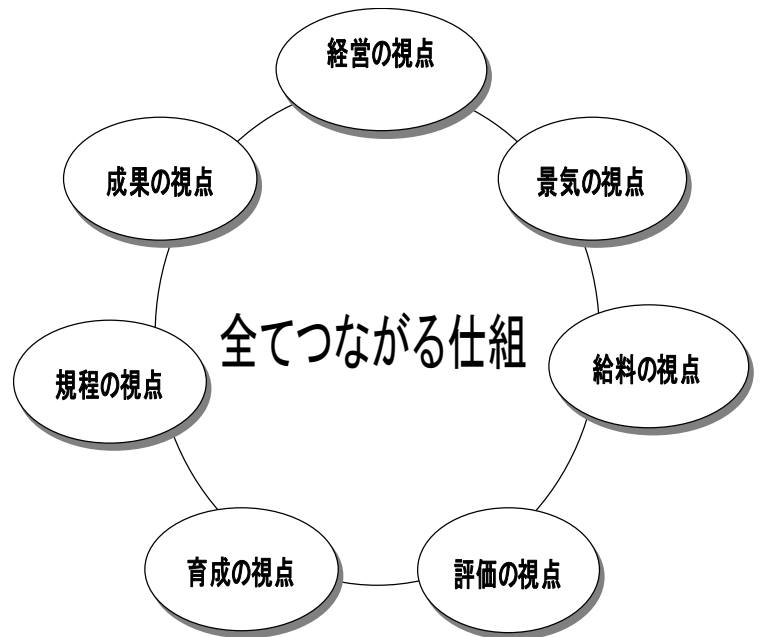 経営の視点
成果の視点
景気の視点
全てつながる仕組
規程の視点
給料の視点
育成の視点
評価の視点